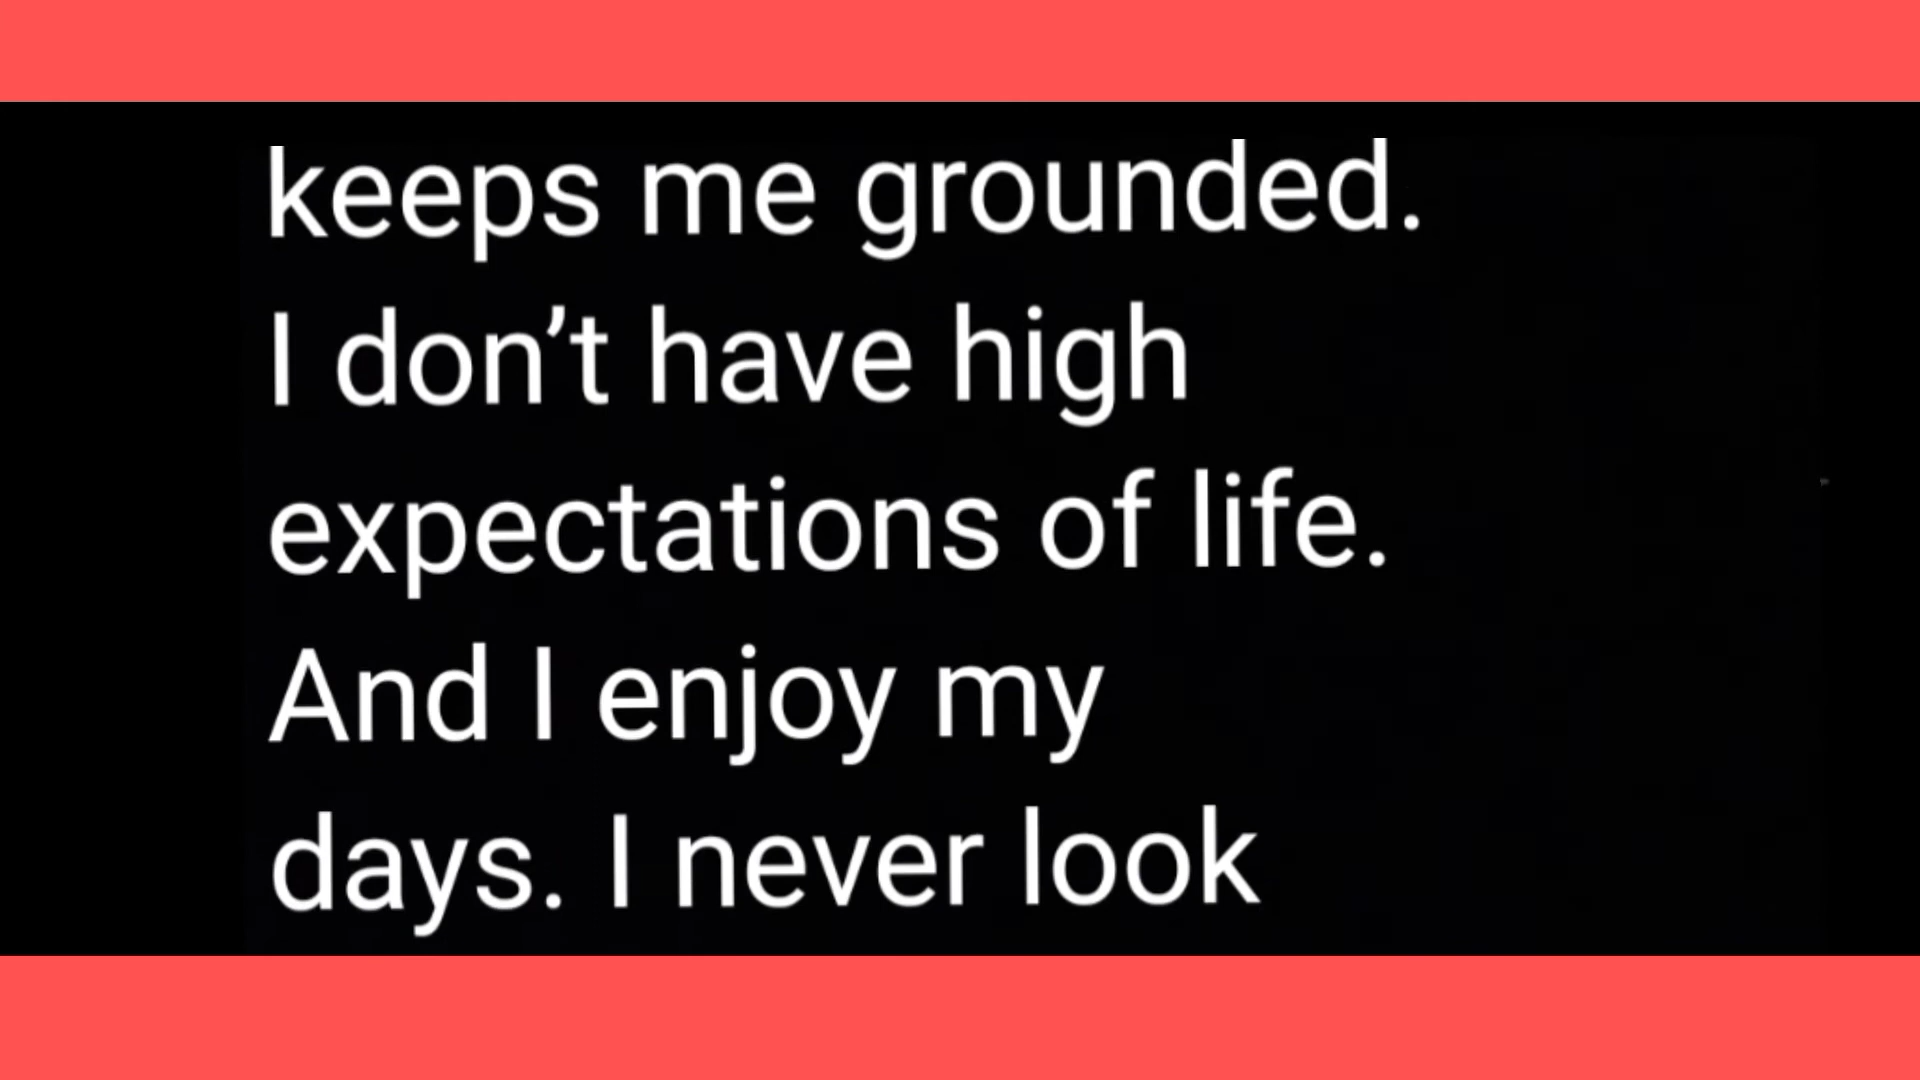 keeps me grounded.
I don’t have high
expectations of life.
And I enjoy my
days. I never look